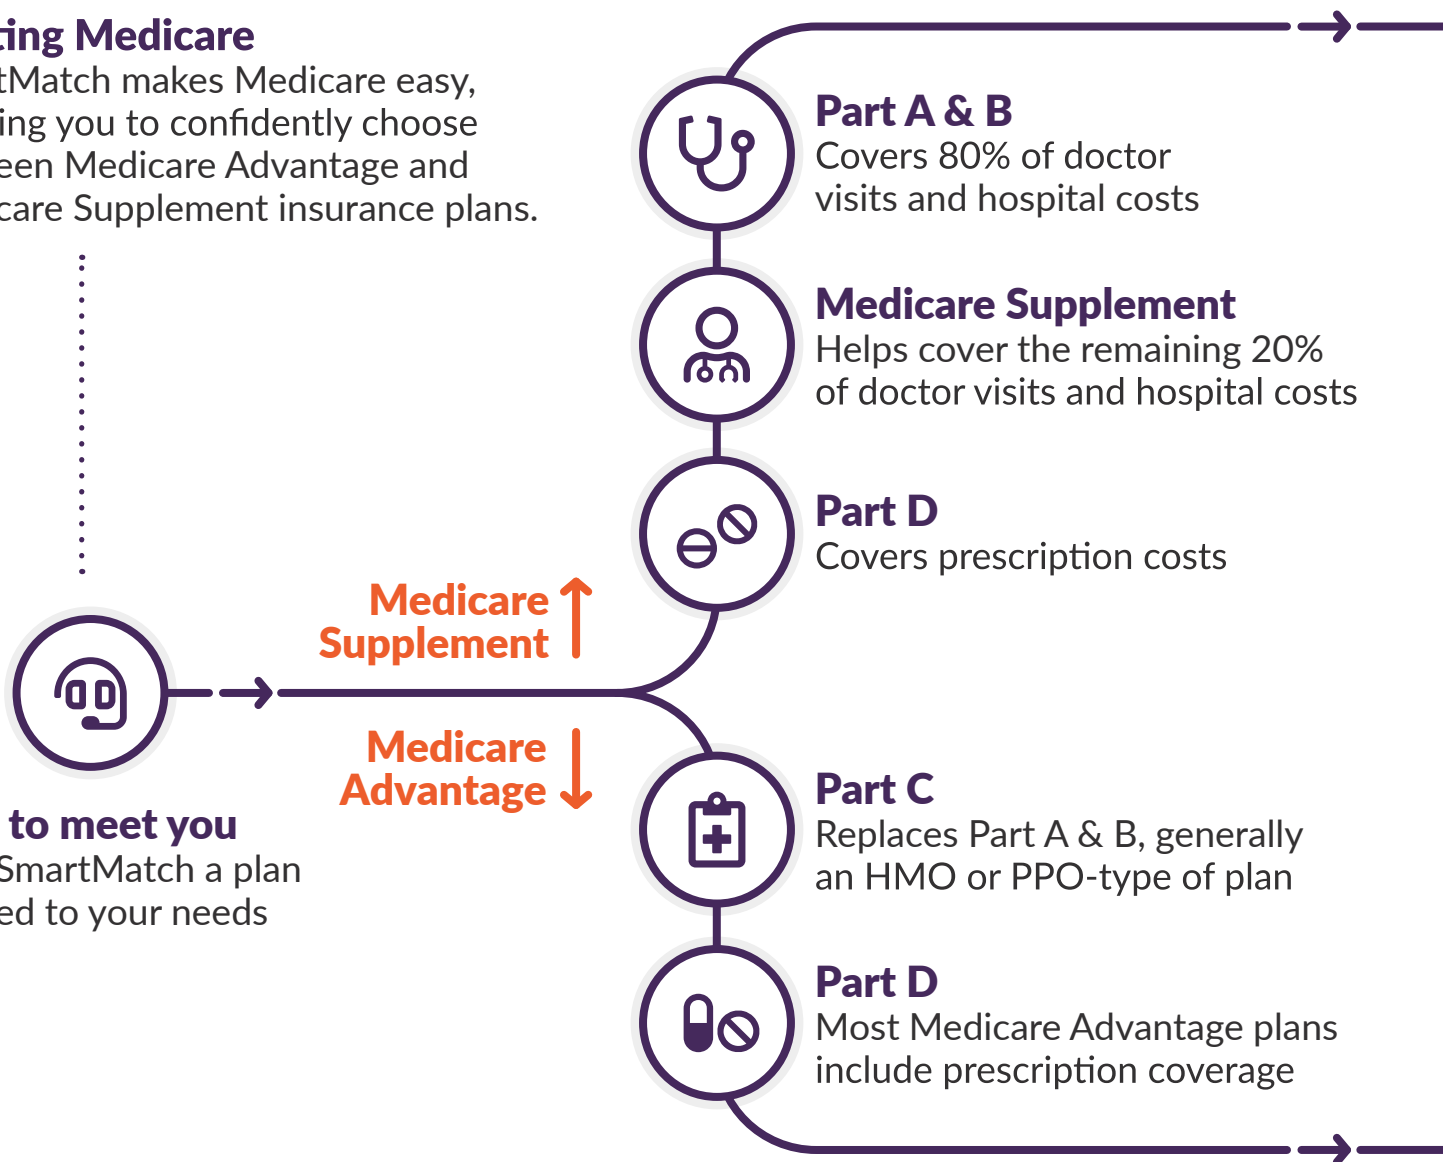 ting Medicare
tMatch makes Medicare easy,
ing you to confidently choose
een Medicare Advantage and
care Supplement insurance plans.
Part A & B
Covers 80% of doctor
visits and hospital costs
Medicare Supplement
Helps cover the remaining 20%
of doctor visits and hospital costs
Part D
Covers prescription costs
Medicare
Supplement
Medicare
Advantage
to meet you
SmartMatch a plan
ed to your needs
Part C
Replaces Part A & B, generally
an HMO or PPO-type of plan
Part D
Most Medicare Advantage plans
include prescription coverage